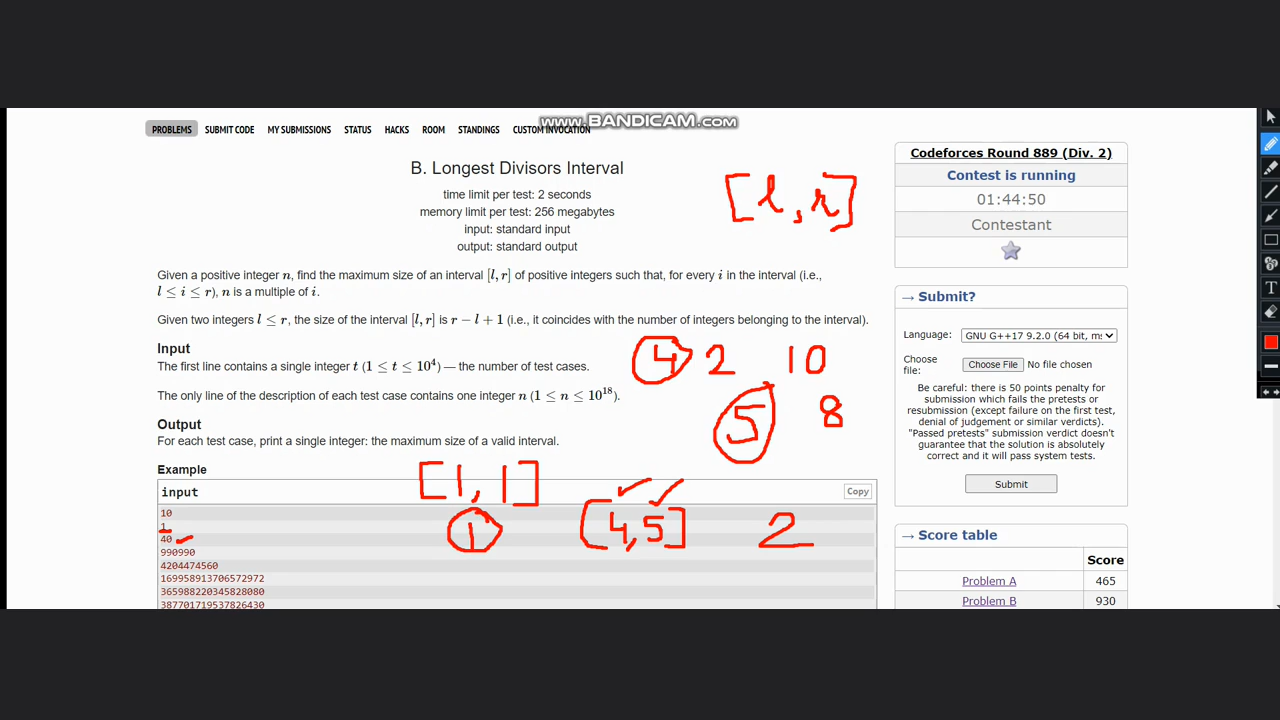 www.BANDICAM.com
PROBLEMS SUBMIT CODE MY SUBMISSIONS STATUS HACKS ROOM STANDINGS CUSTOM INVOCATION
B. Longest Divisors Interval
time limit per test: 2 seconds
memory limit per test: 256 megabytes
input: standard input
output: standard output
[l, r]
Given a positive integer n, find the maximum size of an interval [l, r] of positive integers such that, for every i in the interval (i.e.,
l ≤ i ≤ r), n is a multiple of i.
Given two integers l ≤ r, the size of the interval [l, r] is r − l + 1 (i.e., it coincides with the number of integers belonging to the interval).
Input
The first line contains a single integer t (1 ≤ t ≤ 10^4) — the number of test cases.
The only line of the description of each test case contains one integer n (1 ≤ n ≤ 10^18).
4 2 10
5 8
Output
For each test case, print a single integer: the maximum size of a valid interval.
Example
[1, 1]
1
[4, 5] 2
input
Copy
10
1
40
990990
4204474560
169958913706572972
365988220345828080
387701719537826430
Codeforces Round 889 (Div. 2)
Contest is running
01:44:50
Contestant
→ Submit?
Language: GNU G++17 9.2.0 (64 bit, ms
Choose file: Choose File No file chosen
Be careful: there is 50 points penalty for
submission which fails the pretests or
resubmission (except failure on the first test,
denial of judgement or similar verdicts).
"Passed pretests" submission verdict doesn't
guarantee that the solution is absolutely
correct and it will pass system tests.
Submit
→ Score table
Score
Problem A 465
Problem B 930